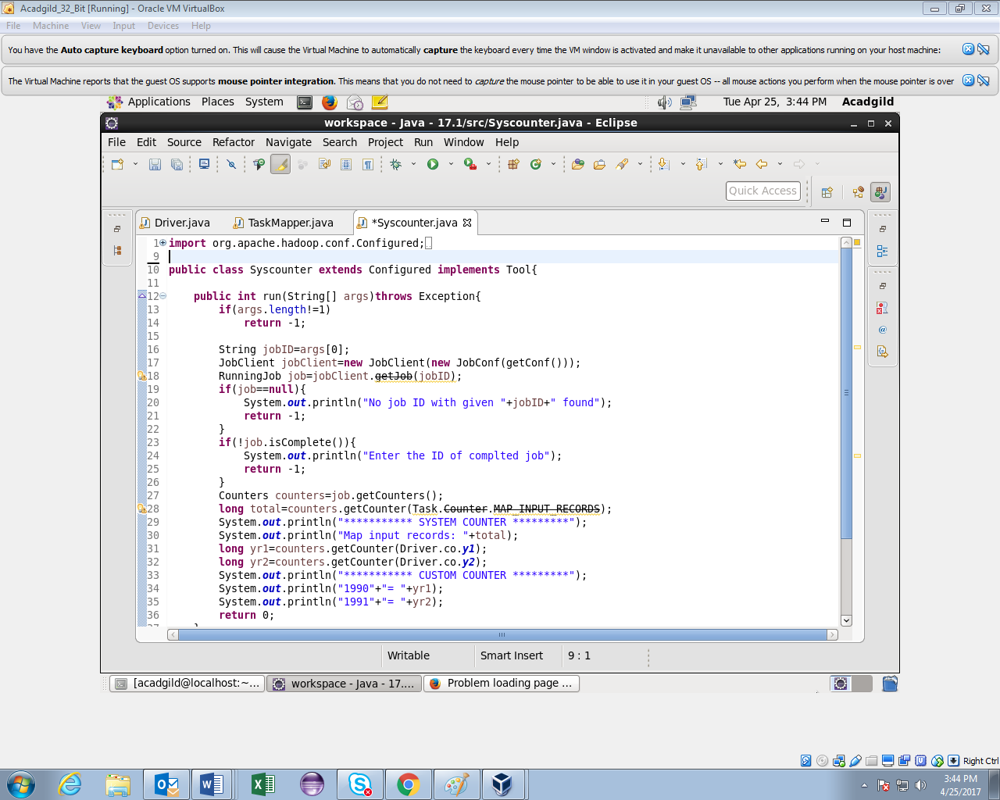 Acadgild_32_Bit [Running] - Oracle VM VirtualBox
File Machine View Input Devices Help
You have the Auto capture keyboard option turned on. This will cause the Virtual Machine to automatically capture the keyboard every time the VM window is activated and make it unavailable to other applications running on your host machine:
The Virtual Machine reports that the guest OS supports mouse pointer integration. This means that you do not need to capture the mouse pointer to be able to use it in your guest OS -- all mouse actions you perform when the mouse pointer is over
Applications Places System Tue Apr 25, 3:44 PM Acadgild
workspace - Java - 17.1/src/Syscounter.java - Eclipse
File Edit Source Refactor Navigate Search Project Run Window Help
Quick Access
Driver.java TaskMapper.java *Syscounter.java
1 import org.apache.hadoop.conf.Configured;
9
10 public class Syscounter extends Configured implements Tool{
11
12 public int run(String[] args)throws Exception{
13 if(args.length!=1)
14 return -1;
15
16 String jobID=args[0];
17 JobClient jobClient=new JobClient(new JobConf(getConf()));
18 RunningJob job=jobClient.getJob(jobID);
19 if(job==null){
20 System.out.println("No job ID with given "+jobID+" found");
21 return -1;
22 }
23 if(!job.isComplete()){
24 System.out.println("Enter the ID of complted job");
25 return -1;
26 }
27 Counters counters=job.getCounters();
28 long total=counters.getCounter(Task.Counter.MAP_INPUT_RECORDS);
29 System.out.println("*********** SYSTEM COUNTER *********");
30 System.out.println("Map input records: "+total);
31 long yr1=counters.getCounter(Driver.co.y1);
32 long yr2=counters.getCounter(Driver.co.y2);
33 System.out.println("*********** CUSTOM COUNTER *********");
34 System.out.println("1990"+"= "+yr1);
35 System.out.println("1991"+"= "+yr2);
36 return 0;
37 }
Writable Smart Insert 9 : 1
[acadgild@localhost:~... workspace - Java - 17.... Problem loading page ...
Right Ctrl
3:44 PM
4/25/2017